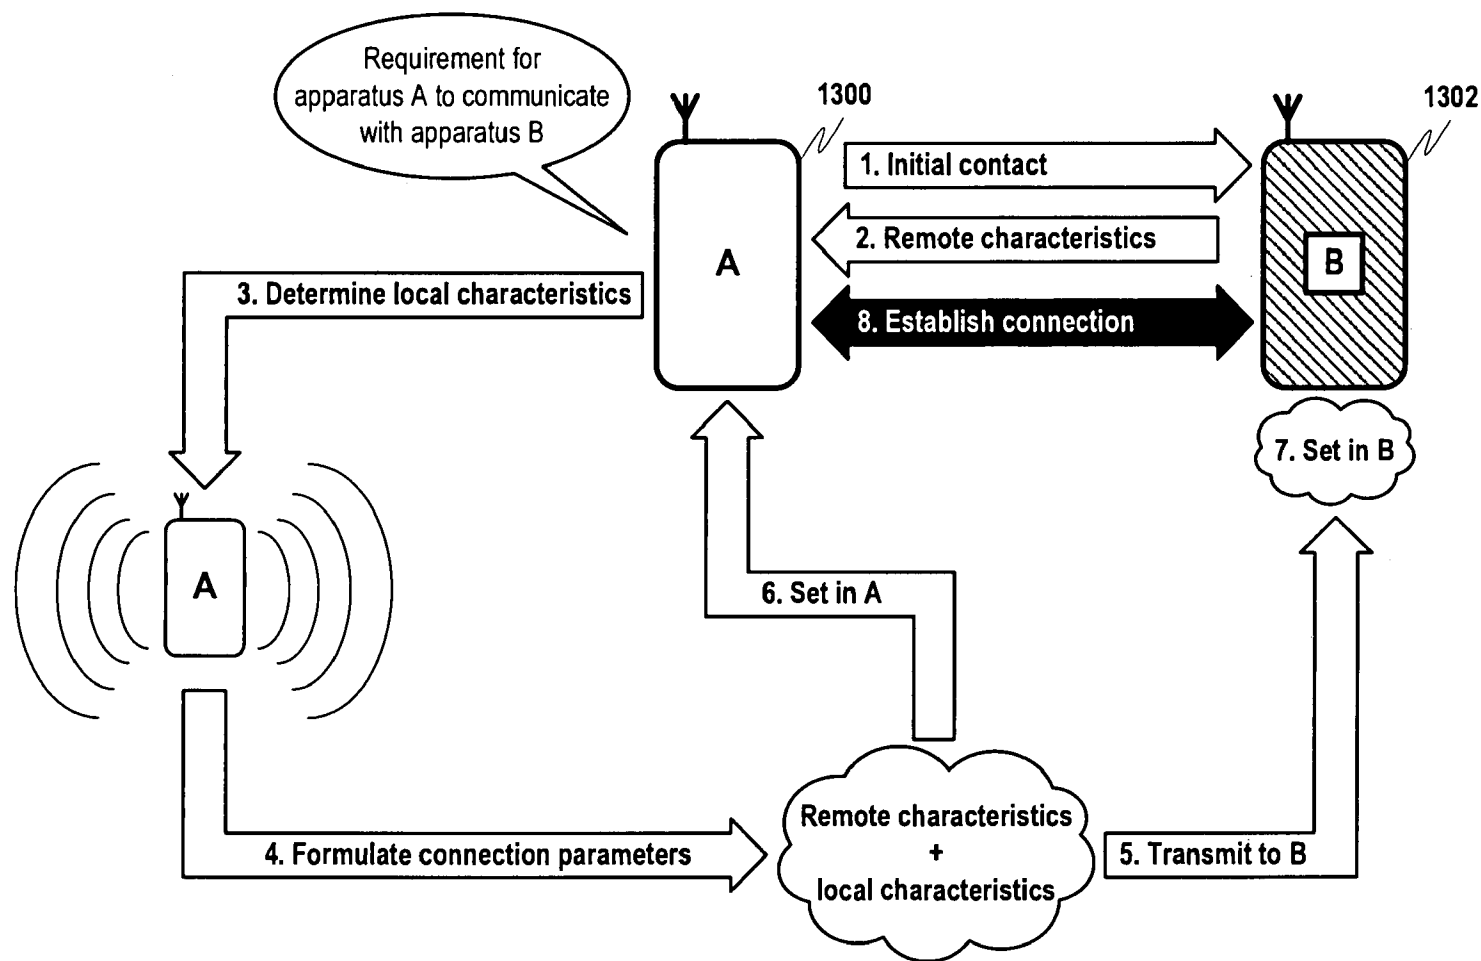 Requirement for
apparatus A to communicate
with apparatus B
1300
1302
1. Initial contact
2. Remote characteristics
A
B
3. Determine local characteristics
8. Establish connection
7. Set in B
A
6. Set in A
Remote characteristics
+
local characteristics
4. Formulate connection parameters
5. Transmit to B